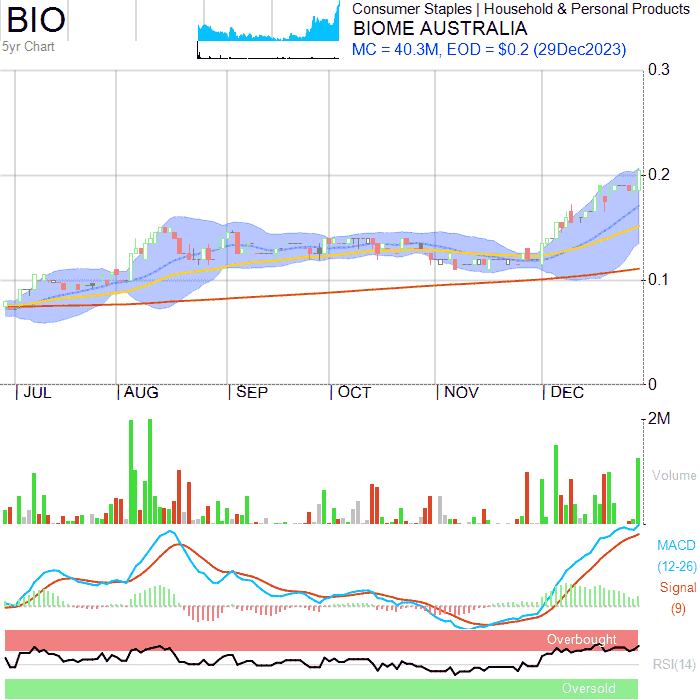 BIO
5yr Chart
Consumer Staples | Household & Personal Products
BIOME AUSTRALIA
MC = 40.3M, EOD = $0.2 (29Dec2023)
0.3
0.2
0.1
0
JUL AUG SEP OCT NOV DEC
2M
Volume
MACD
(12-26)
Signal
(9)
Overbought
RSI(14)
Oversold